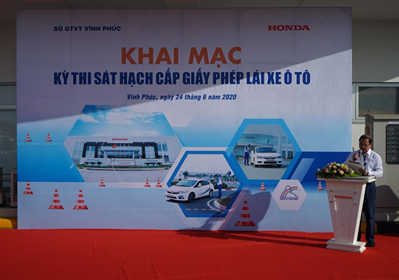 SỞ GTVT VĨNH PHÚC
HONDA
KHAI MẠC
KỲ THI SÁT HẠCH CẤP GIẤY PHÉP LÁI XE Ô TÔ
Vĩnh Phúc, ngày 24 tháng 6 năm 2020